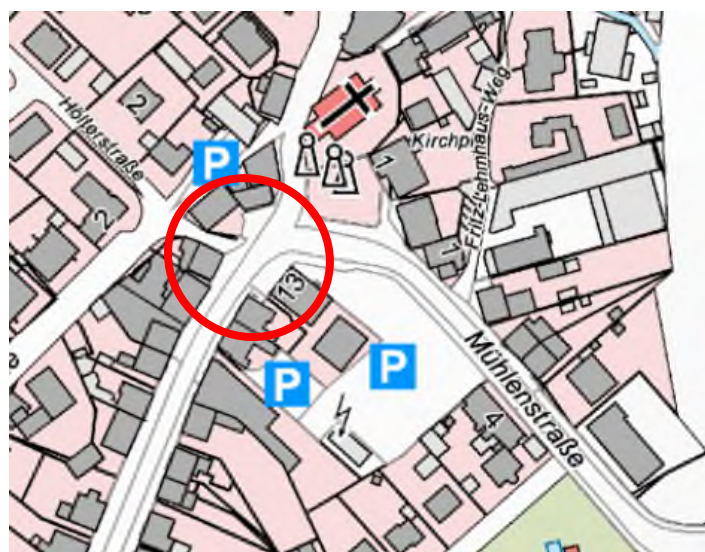 Höllerstraße
2
2
P
Kirchpl
1
Fritz-Lehmhaus-Weg
1
13
P
P
Mühlenstraße
4